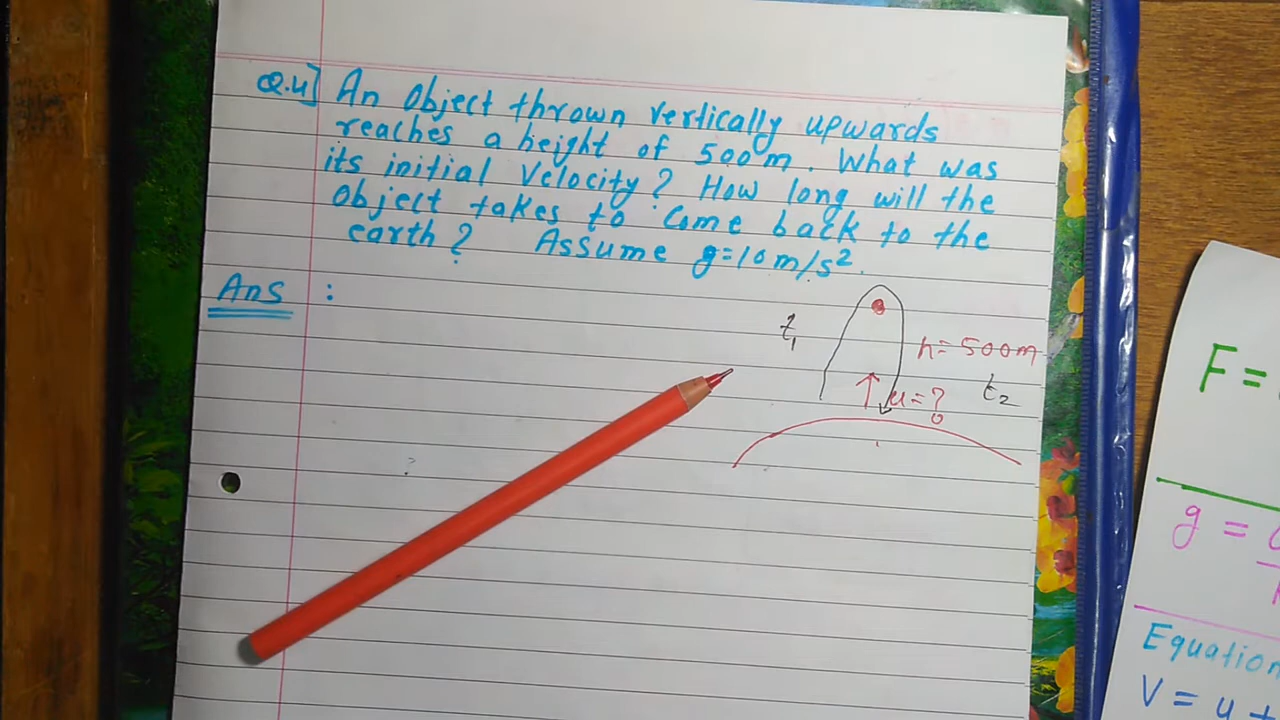 Q.4] An object thrown vertically upwards
reaches a height of 500m. What was
its initial Velocity? How long will the
object takes to Come back to the
earth? Assume g=10m/s².
Ans :
t₁
h=500m
u=?
t₂
F=
g =
Equation
V = u +